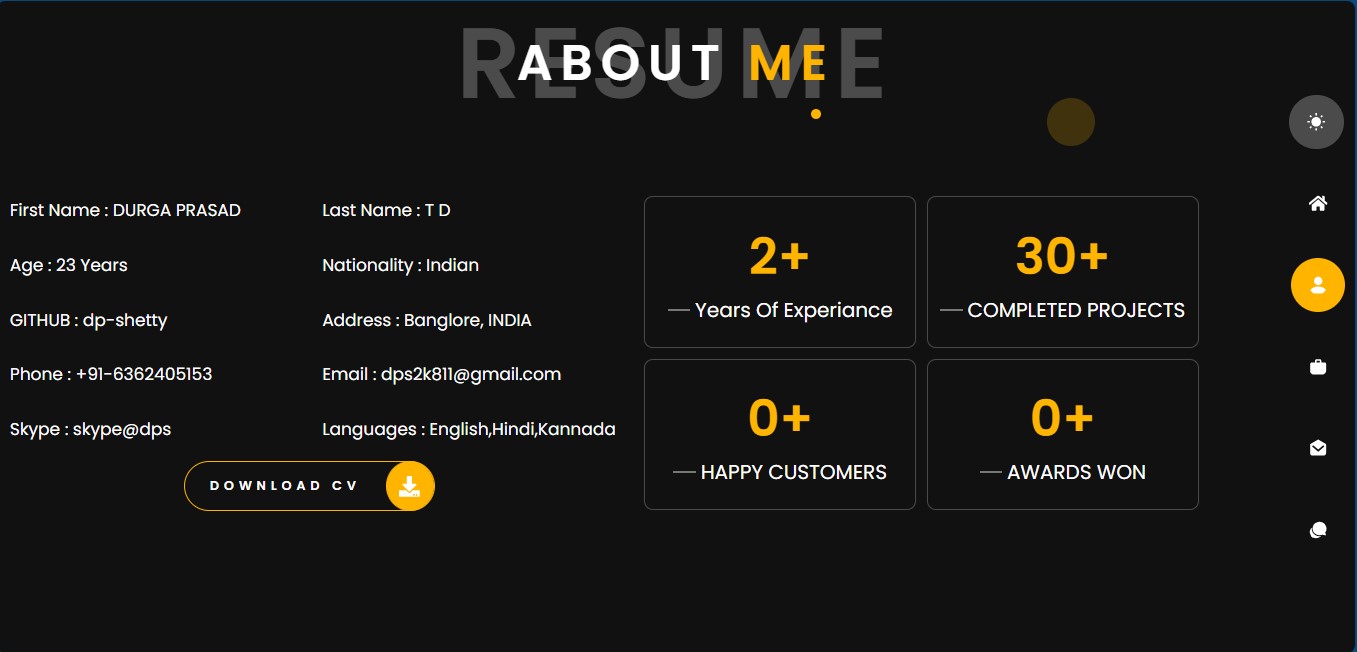 RESUME
ABOUT ME
First Name : DURGA PRASAD
Last Name : T D
Age : 23 Years
Nationality : Indian
GITHUB : dp-shetty
Address : Banglore, INDIA
Phone : +91-6362405153
Email : dps2k811@gmail.com
Skype : skype@dps
Languages : English,Hindi,Kannada
DOWNLOAD CV
2+
Years Of Experiance
30+
COMPLETED PROJECTS
0+
HAPPY CUSTOMERS
0+
AWARDS WON